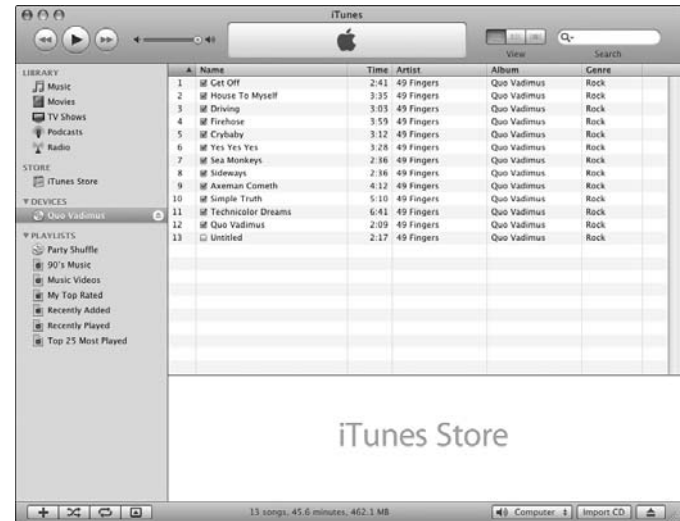 iTunes
View
Search
LIBRARY
Music
Movies
TV Shows
Podcasts
Radio
STORE
iTunes Store
DEVICES
Quo Vadimus
PLAYLISTS
Party Shuffle
90's Music
Music Videos
My Top Rated
Recently Added
Recently Played
Top 25 Most Played
Name Time Artist Album Genre
1 Get Off 2:41 49 Fingers Quo Vadimus Rock
2 House To Myself 3:35 49 Fingers Quo Vadimus Rock
3 Driving 3:03 49 Fingers Quo Vadimus Rock
4 Firehose 3:59 49 Fingers Quo Vadimus Rock
5 Crybaby 3:12 49 Fingers Quo Vadimus Rock
6 Yes Yes Yes 3:28 49 Fingers Quo Vadimus Rock
7 Sea Monkeys 2:36 49 Fingers Quo Vadimus Rock
8 Sideways 2:36 49 Fingers Quo Vadimus Rock
9 Axeman Cometh 4:12 49 Fingers Quo Vadimus Rock
10 Simple Truth 5:10 49 Fingers Quo Vadimus Rock
11 Technicolor Dreams 6:41 49 Fingers Quo Vadimus Rock
12 Quo Vadimus 2:09 49 Fingers Quo Vadimus Rock
13 Untitled 2:17 49 Fingers Quo Vadimus Rock
iTunes Store
13 songs, 45.6 minutes, 462.1 MB
Computer
Import CD